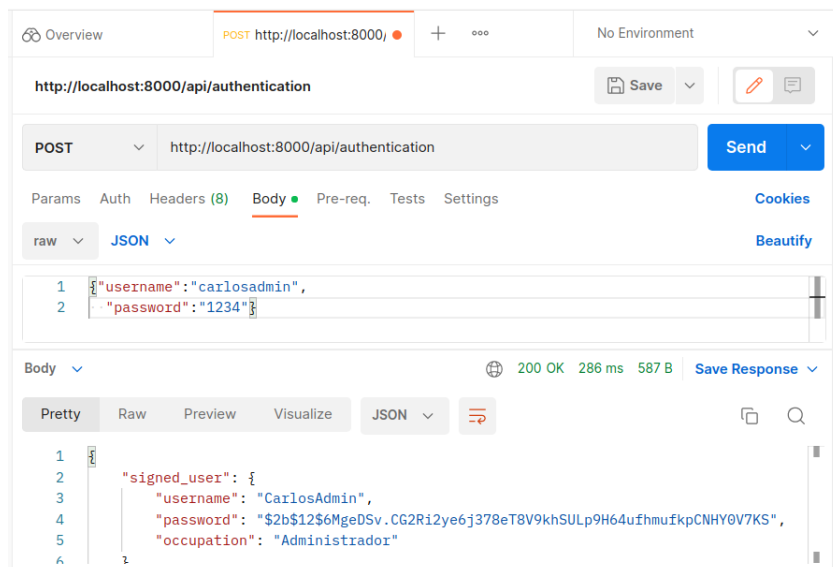 Overview POST http://localhost:8000/ No Environment
http://localhost:8000/api/authentication Save
POST http://localhost:8000/api/authentication Send
Params Auth Headers (8) Body Pre-req. Tests Settings Cookies
raw JSON Beautify
1 {"username":"carlosadmin",
2 ··"password":"1234"}
Body 200 OK 286 ms 587 B Save Response
Pretty Raw Preview Visualize JSON
1 {
2 "signed_user": {
3 "username": "CarlosAdmin",
4 "password": "$2b$12$6MgeDSv.CG2Ri2ye6j378eT8V9khSULp9H64ufhmufkpCNHY0V7KS",
5 "occupation": "Administrador"
6 }